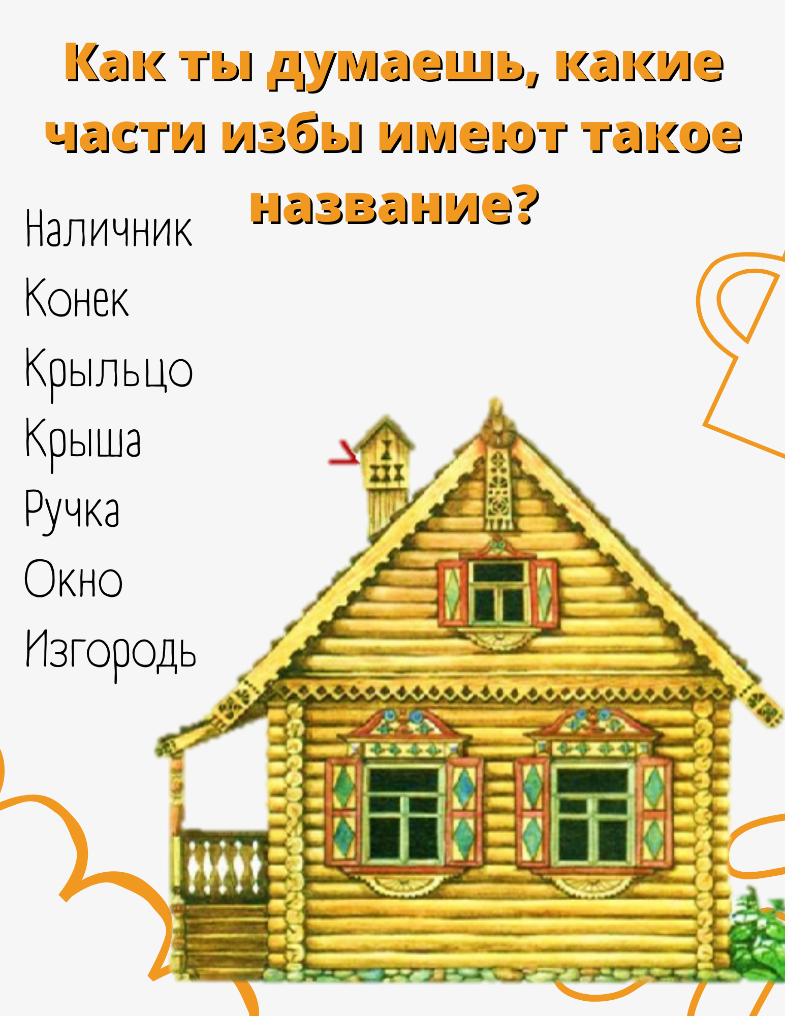 Как ты думаешь, какие
части избы имеют такое
название?
Наличник
Конек
Крыльцо
Крыша
Ручка
Окно
Изгородь